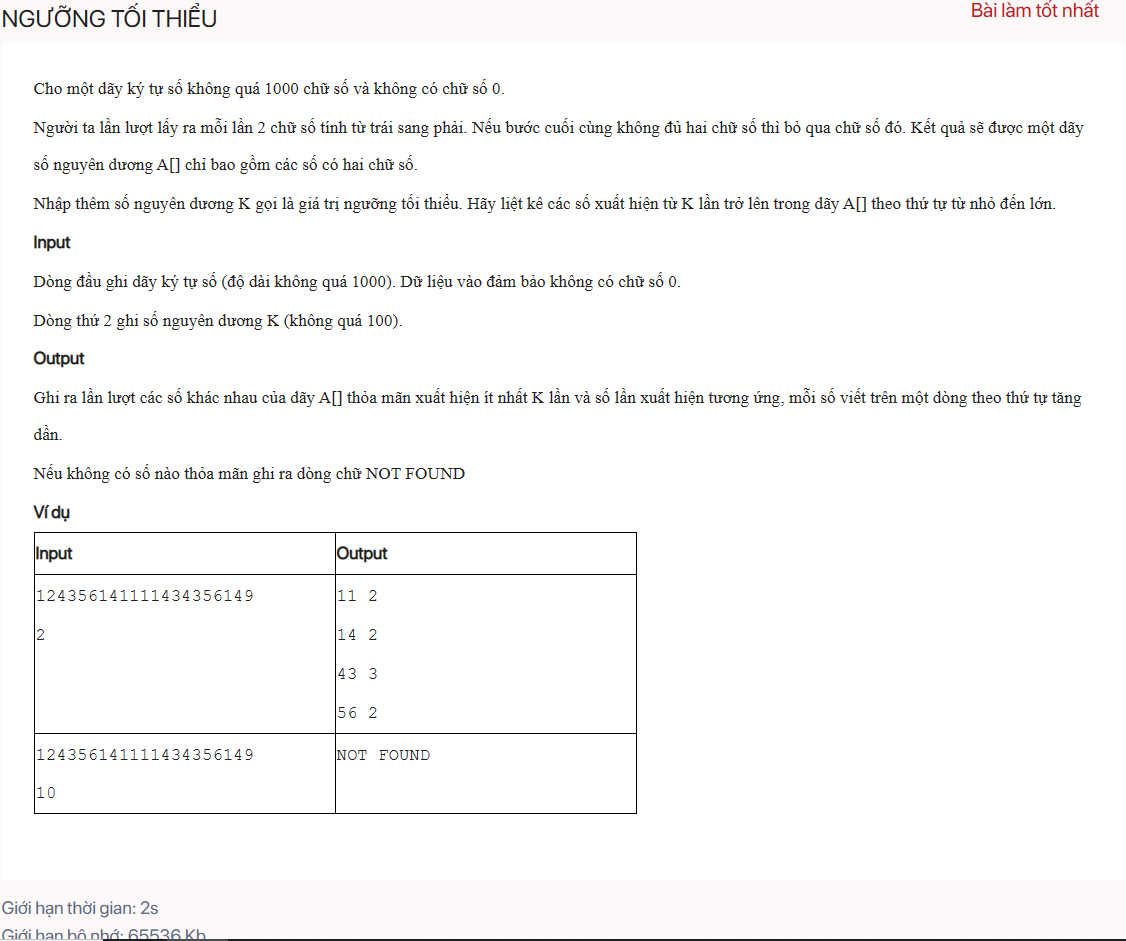 NGƯỠNG TỐI THIỂU
Bài làm tốt nhất
Cho một dãy ký tự số không quá 1000 chữ số và không có chữ số 0.
Người ta lần lượt lấy ra mỗi lần 2 chữ số tính từ trái sang phải. Nếu bước cuối cùng không đủ hai chữ số thì bỏ qua chữ số đó. Kết quả sẽ được một dãy
số nguyên dương A[] chỉ bao gồm các số có hai chữ số.
Nhập thêm số nguyên dương K gọi là giá trị ngưỡng tối thiểu. Hãy liệt kê các số xuất hiện từ K lần trở lên trong dãy A[] theo thứ tự từ nhỏ đến lớn.
Input
Dòng đầu ghi dãy ký tự số (độ dài không quá 1000). Dữ liệu vào đảm bảo không có chữ số 0.
Dòng thứ 2 ghi số nguyên dương K (không quá 100).
Output
Ghi ra lần lượt các số khác nhau của dãy A[] thỏa mãn xuất hiện ít nhất K lần và số lần xuất hiện tương ứng, mỗi số viết trên một dòng theo thứ tự tăng
dần.
Nếu không có số nào thỏa mãn ghi ra dòng chữ NOT FOUND
Ví dụ
Input
Output
124356141111434356149
2
11 2
14 2
43 3
56 2
124356141111434356149
10
NOT FOUND
Giới hạn thời gian: 2s
Giới hạn bộ nhớ: 65536 Kb